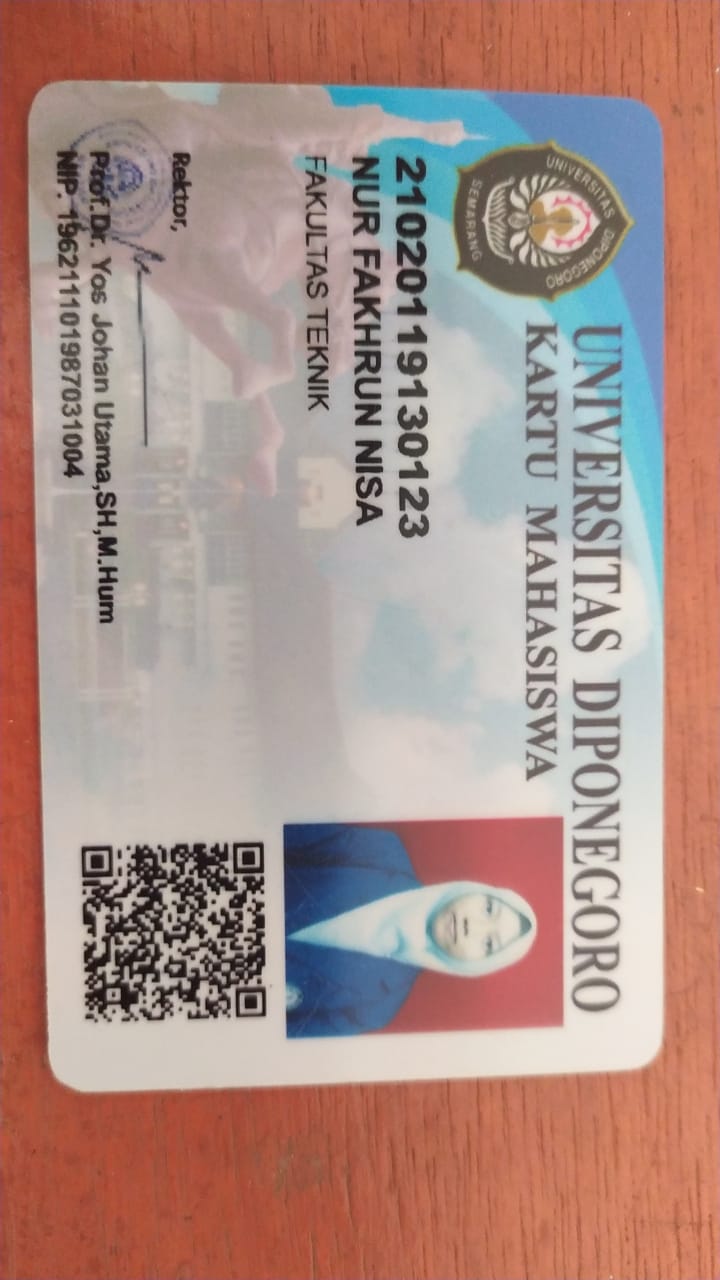 UNIVERSITAS DIPONEGORO
KARTU MAHASISWA
UNIVERSITAS DIPONEGORO
SEMARANG
21020119130123
NUR FAKHRUN NISA
FAKULTAS TEKNIK
Rektor,
Prof.Dr. Yos Johan Utama,SH,M.Hum
NIP. 196211101987031004